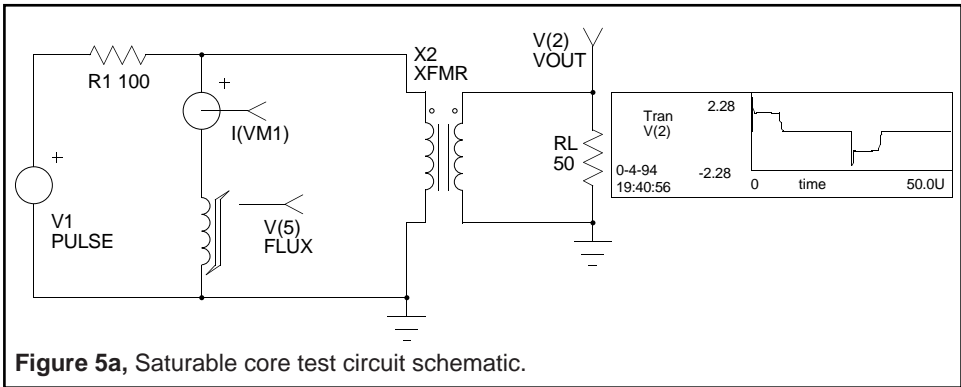 V(2)
VOUT
X2
XFMR
R1 100
+
I(VM1)
+
V1
PULSE
V(5)
FLUX
RL
50
Tran
V(2)
2.28
-2.28
0-4-94
19:40:56
0 time 50.0U
Figure 5a, Saturable core test circuit schematic.